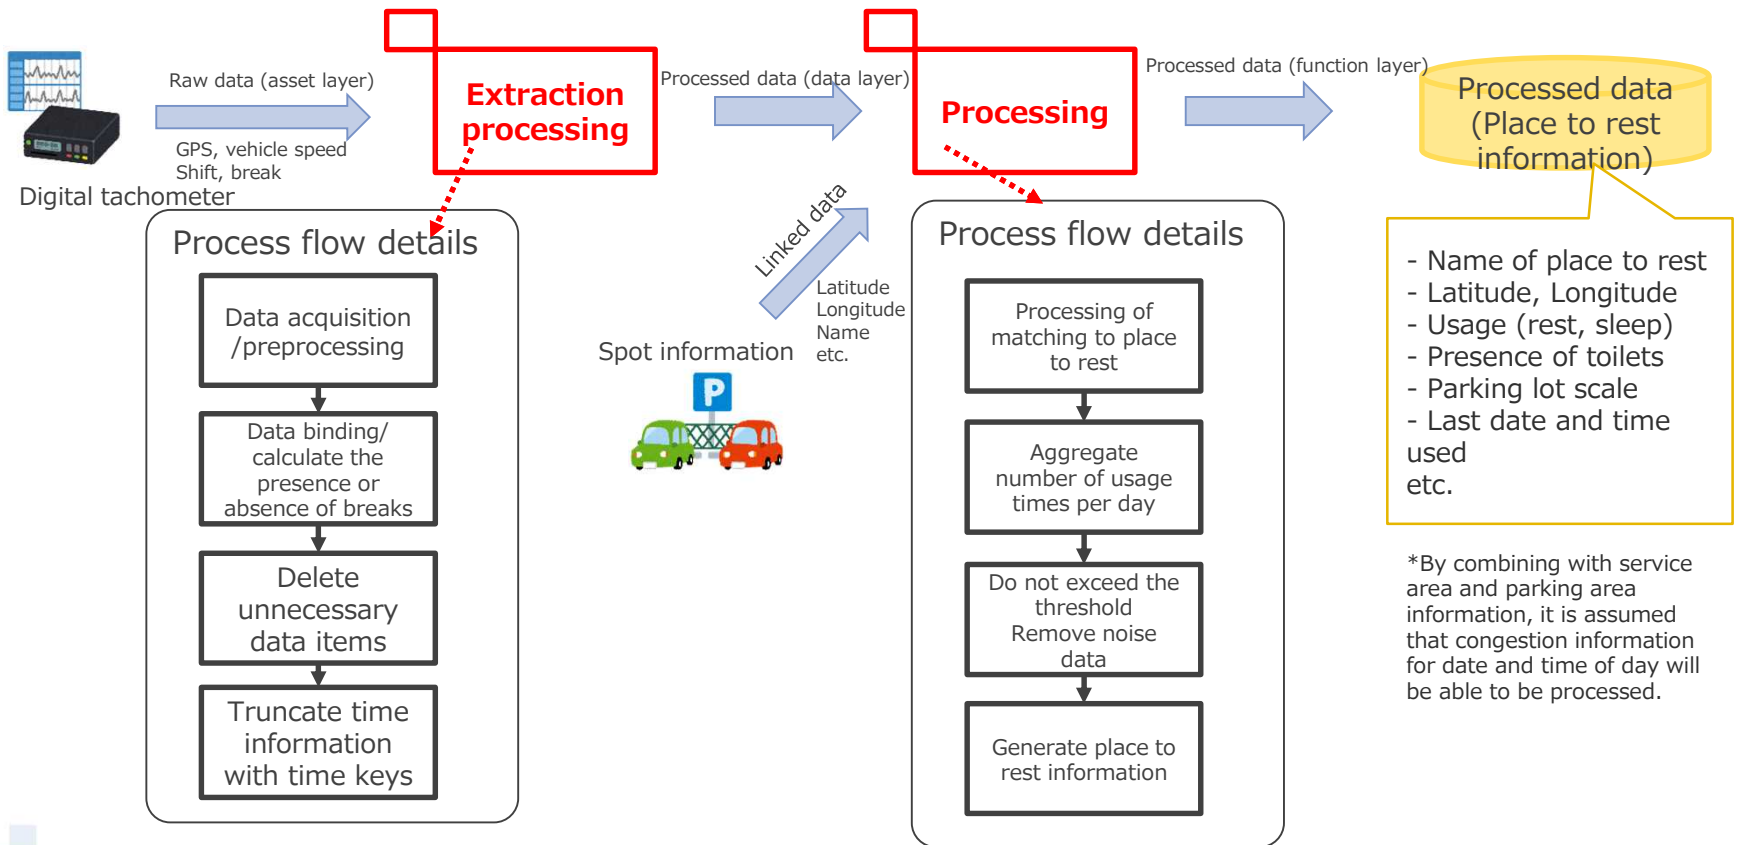 Raw data (asset layer)
GPS, vehicle speed
Shift, break
Digital tachometer
Extraction
processing
Processed data (data layer)
Processing
Processed data (function layer)
Processed data
(Place to rest
information)
Process flow details
Data acquisition
/preprocessing
Data binding/
calculate the
presence or
absence of breaks
Delete
unnecessary
data items
Truncate time
information
with time keys
Linked data
Latitude
Longitude
Name
etc.
Spot information
P
Process flow details
Processing of
matching to place
to rest
Aggregate
number of usage
times per day
Do not exceed the
threshold
Remove noise
data
Generate place to
rest information
- Name of place to rest
- Latitude, Longitude
- Usage (rest, sleep)
- Presence of toilets
- Parking lot scale
- Last date and time
used
etc.
*By combining with service
area and parking area
information, it is assumed
that congestion information
for date and time of day will
be able to be processed.